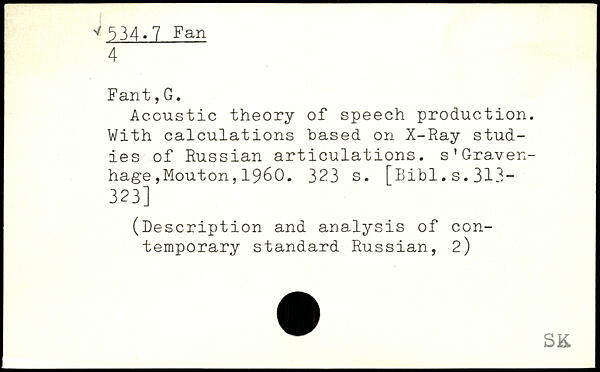 534.7 Fan
4
Fant,G.
Accustic theory of speech production.
With calculations based on X-Ray stud-
ies of Russian articulations. s'Graven-
hage,Mouton,1960. 323 s. [Bibl.s.313-
323]
(Description and analysis of con-
temporary standard Russian, 2)
SK